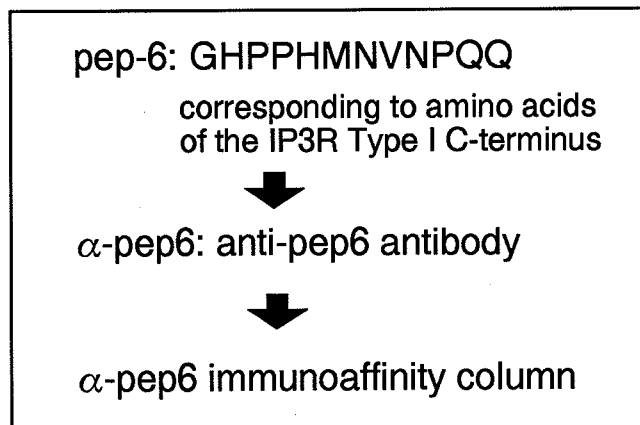 pep-6: GHPPHMNVNPQQ
corresponding to amino acids
of the IP3R Type I C-terminus
α-pep6: anti-pep6 antibody
α-pep6 immunoaffinity column